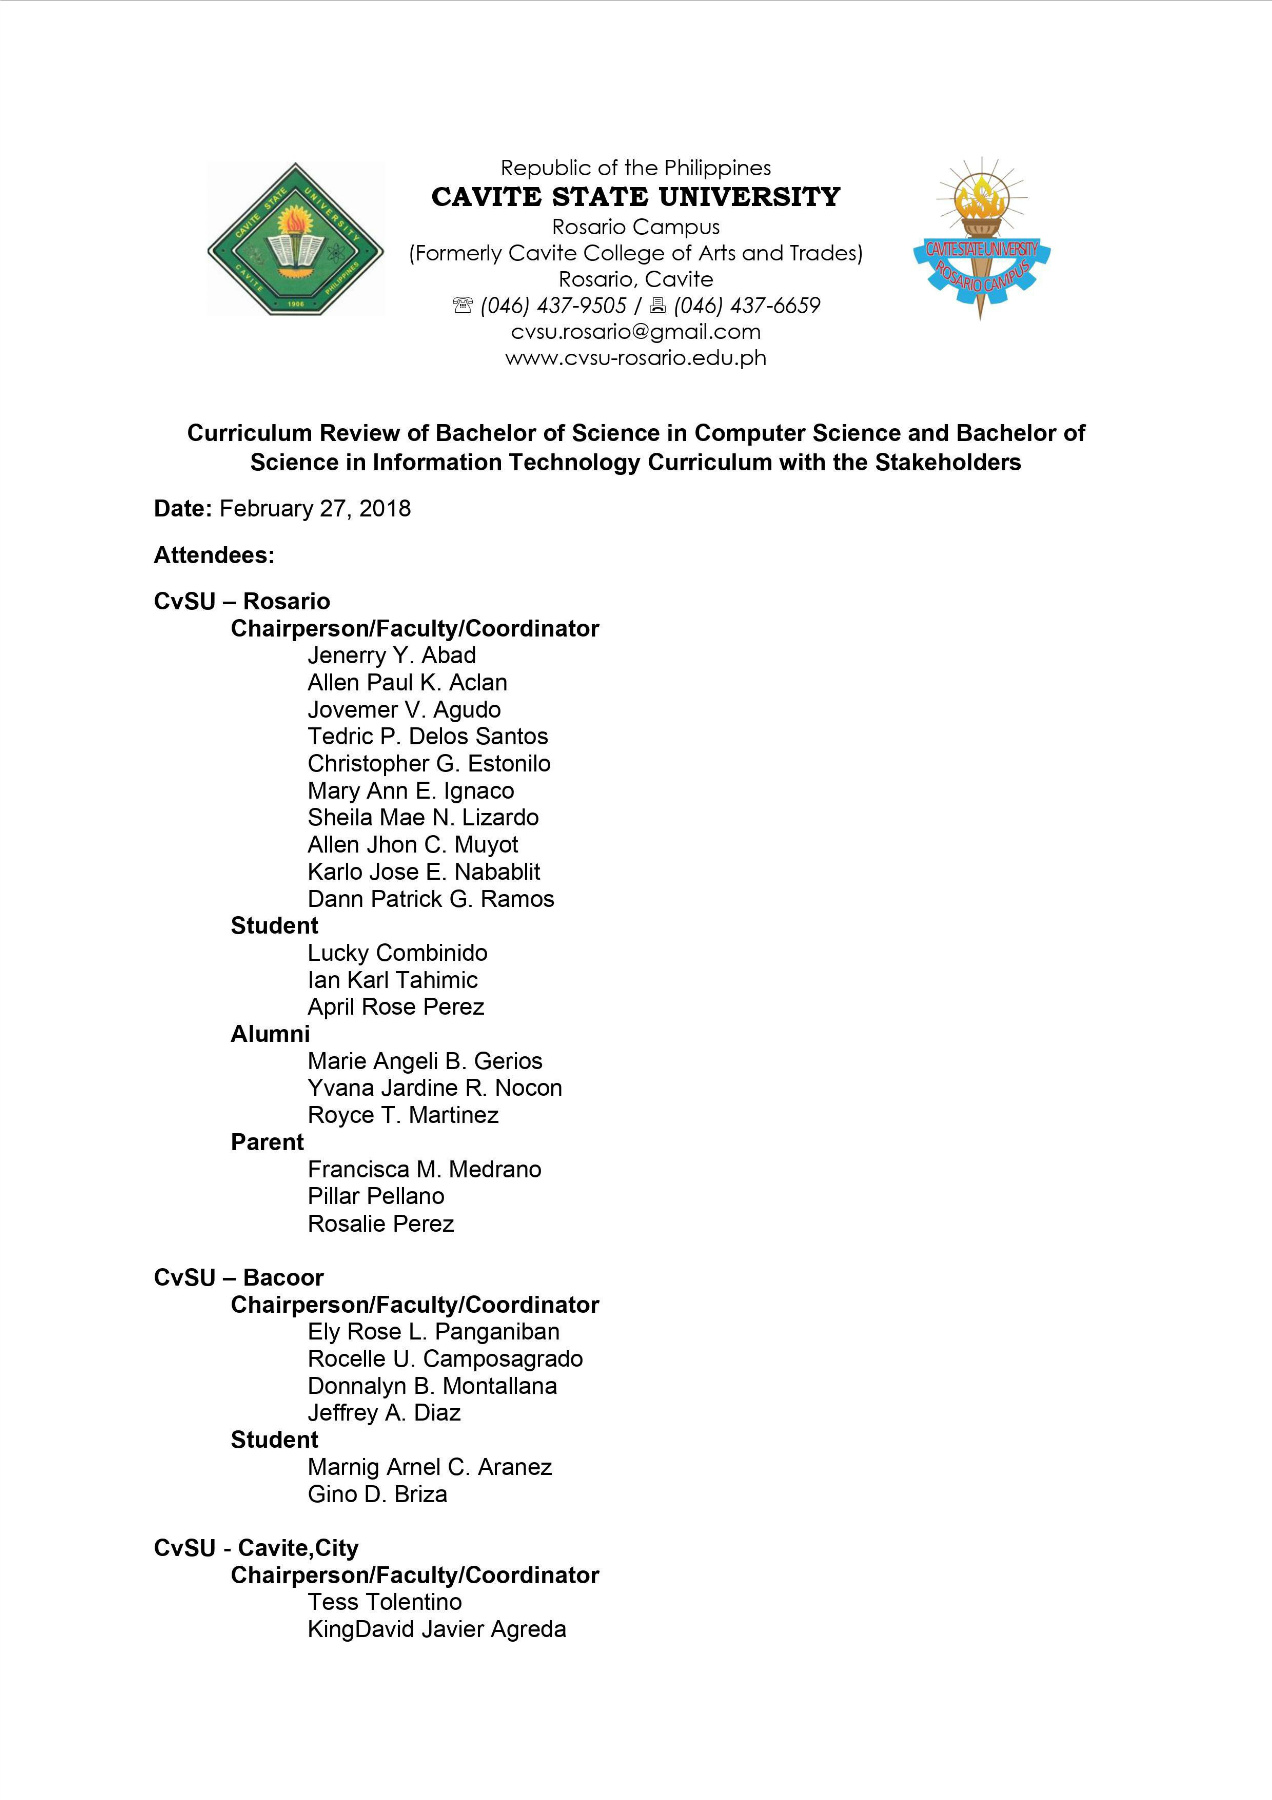 CAVITE STATE UNIVERSITY
CAVITE PHILIPPINES
1906
Republic of the Philippines
CAVITE STATE UNIVERSITY
Rosario Campus
(Formerly Cavite College of Arts and Trades)
Rosario, Cavite
☏ (046) 437-9505 / 🖷 (046) 437-6659
cvsu.rosario@gmail.com
www.cvsu-rosario.edu.ph
CvSU
CAVITE STATE UNIVERSITY
ROSARIO CAMPUS
Curriculum Review of Bachelor of Science in Computer Science and Bachelor of
Science in Information Technology Curriculum with the Stakeholders
Date: February 27, 2018
Attendees:
CvSU – Rosario
Chairperson/Faculty/Coordinator
Jenerry Y. Abad
Allen Paul K. Aclan
Jovemer V. Agudo
Tedric P. Delos Santos
Christopher G. Estonilo
Mary Ann E. Ignaco
Sheila Mae N. Lizardo
Allen Jhon C. Muyot
Karlo Jose E. Nabablit
Dann Patrick G. Ramos
Student
Lucky Combinido
Ian Karl Tahimic
April Rose Perez
Alumni
Marie Angeli B. Gerios
Yvana Jardine R. Nocon
Royce T. Martinez
Parent
Francisca M. Medrano
Pillar Pellano
Rosalie Perez
CvSU – Bacoor
Chairperson/Faculty/Coordinator
Ely Rose L. Panganiban
Rocelle U. Camposagrado
Donnalyn B. Montallana
Jeffrey A. Diaz
Student
Marnig Arnel C. Aranez
Gino D. Briza
CvSU - Cavite,City
Chairperson/Faculty/Coordinator
Tess Tolentino
KingDavid Javier Agreda